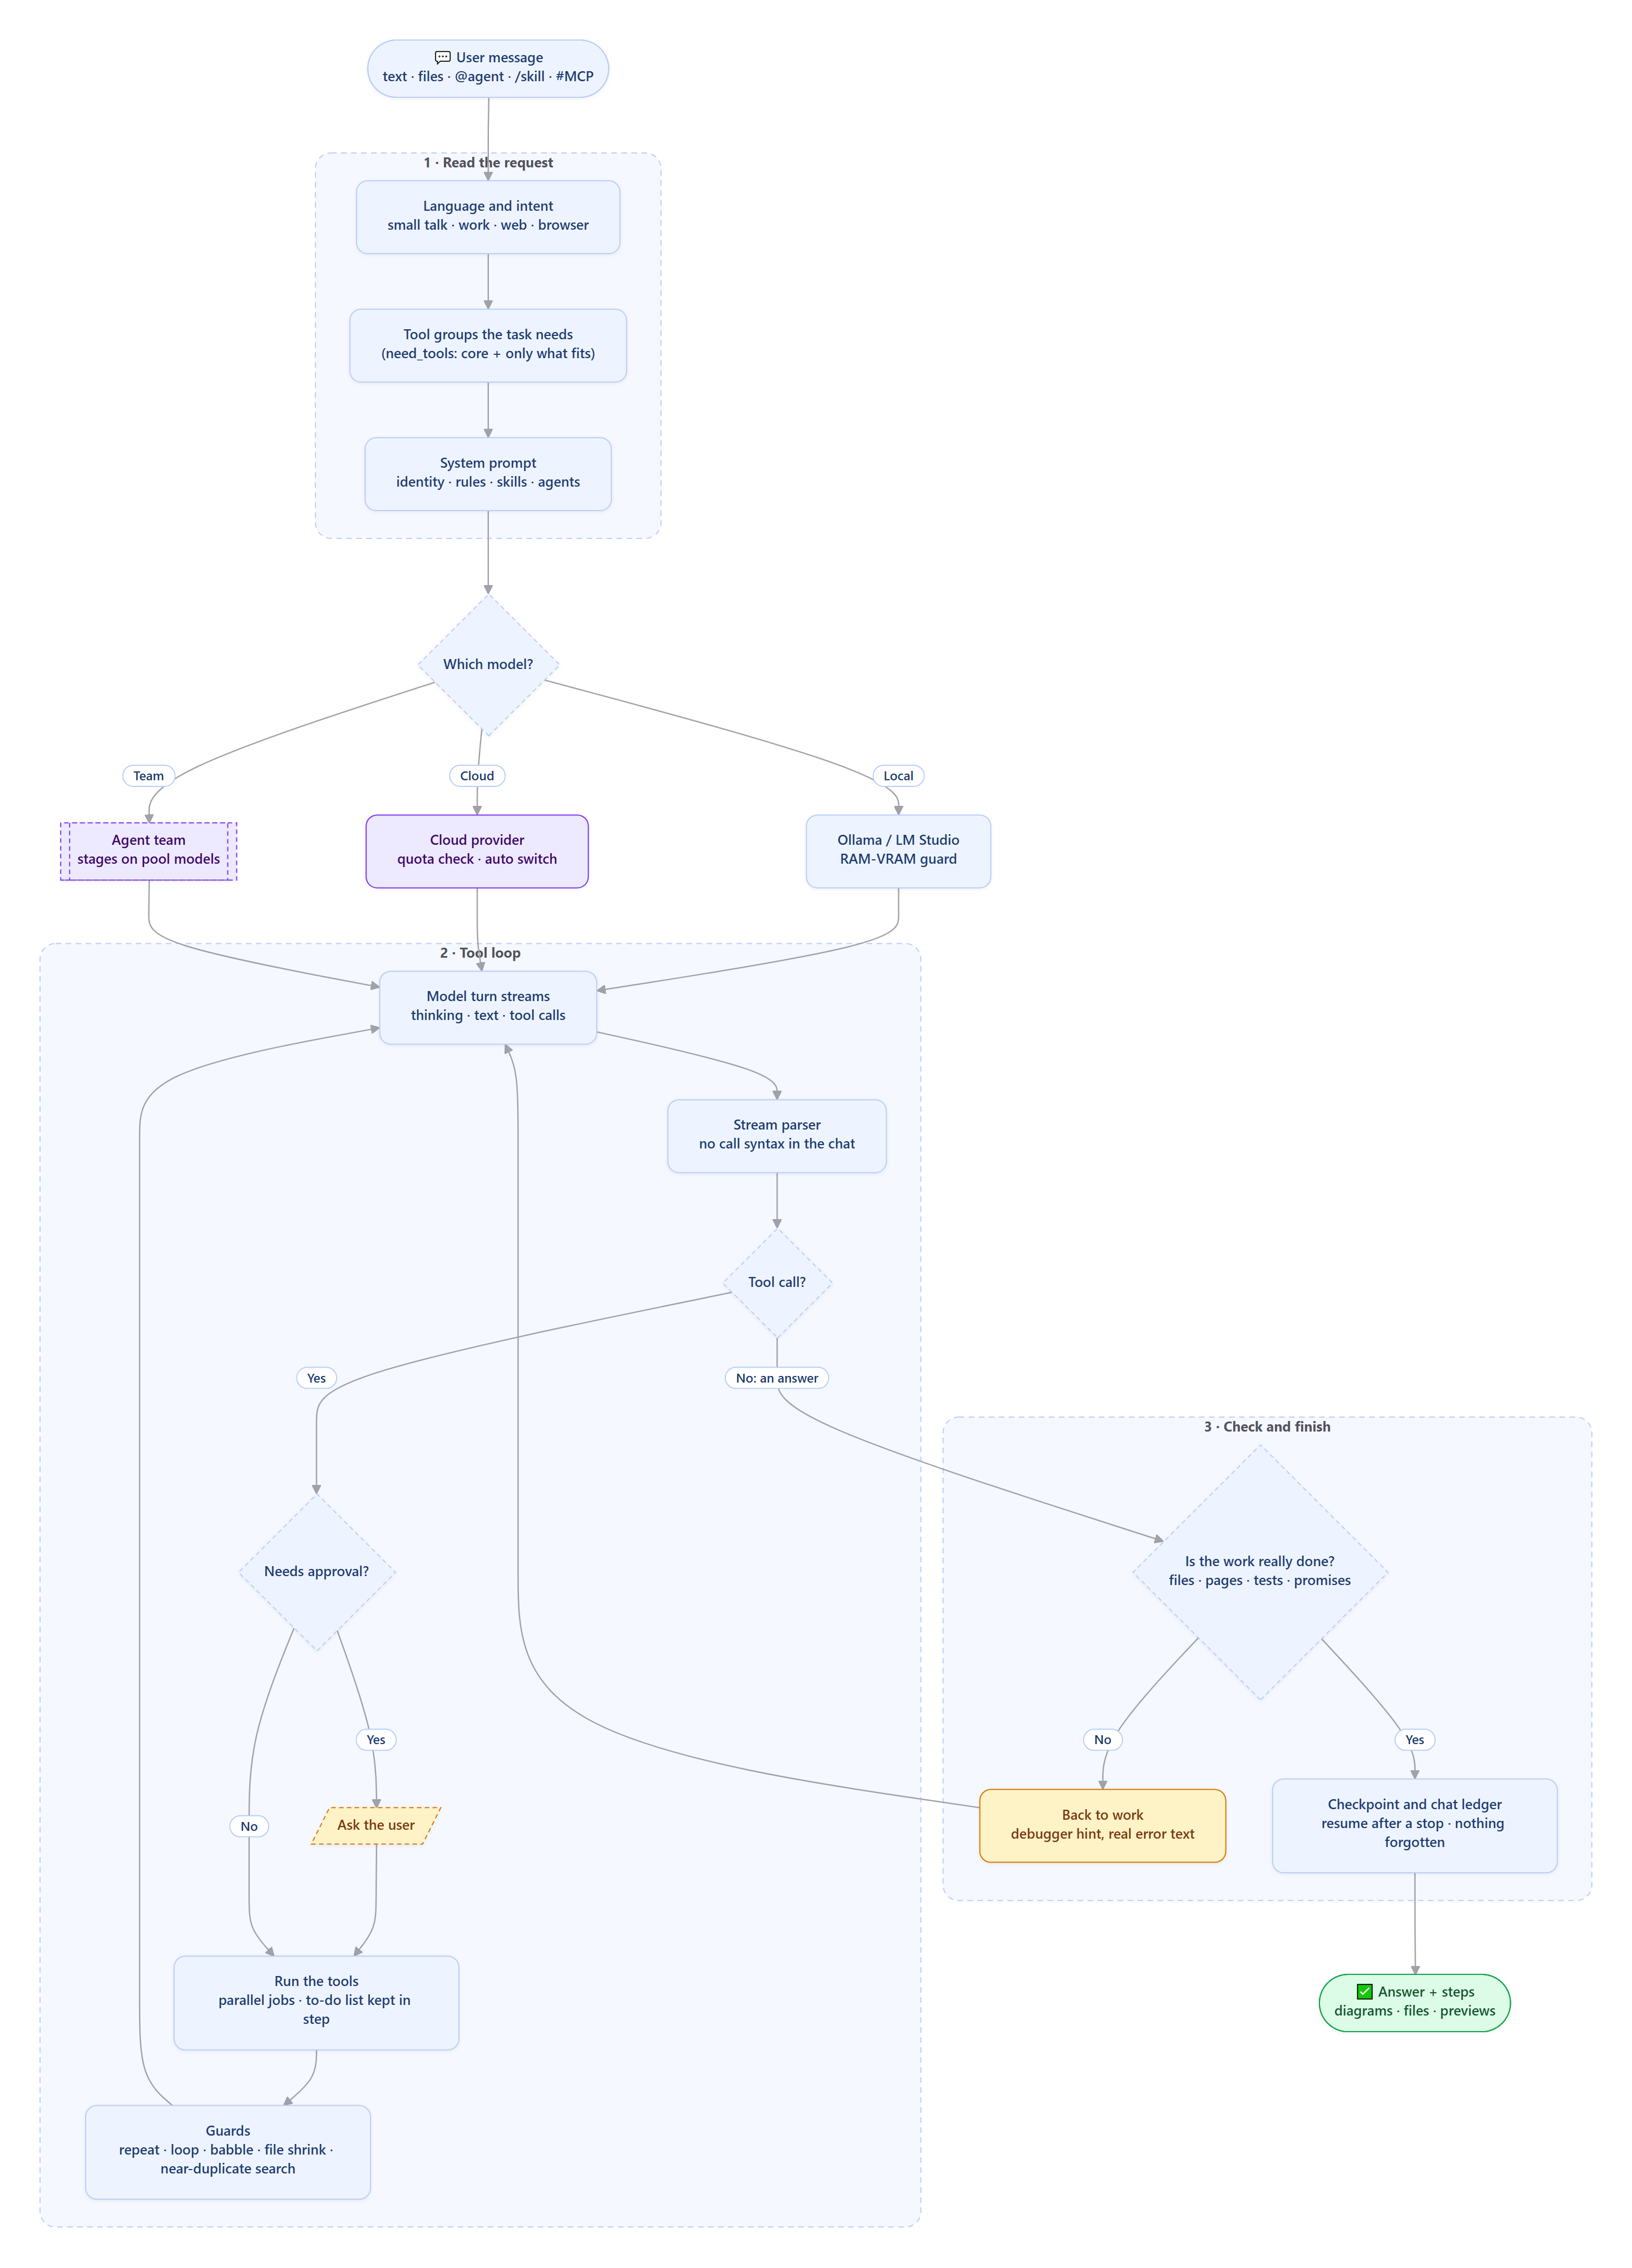 💬 User message
text · files · @agent · /skill · #MCP
1 · Read the request
Language and intent
small talk · work · web · browser
Tool groups the task needs
(need_tools: core + only what fits)
System prompt
identity · rules · skills · agents
Which model?
Team
Cloud
Local
Agent team
stages on pool models
Cloud provider
quota check · auto switch
Ollama / LM Studio
RAM-VRAM guard
2 · Tool loop
Model turn streams
thinking · text · tool calls
Stream parser
no call syntax in the chat
Tool call?
Yes
No: an answer
3 · Check and finish
Needs approval?
Is the work really done?
files · pages · tests · promises
Yes
No
Yes
No
Ask the user
Back to work
debugger hint, real error text
Checkpoint and chat ledger
resume after a stop · nothing
forgotten
Run the tools
parallel jobs · to-do list kept in
step
✅ Answer + steps
diagrams · files · previews
Guards
repeat · loop · babble · file shrink ·
near-duplicate search